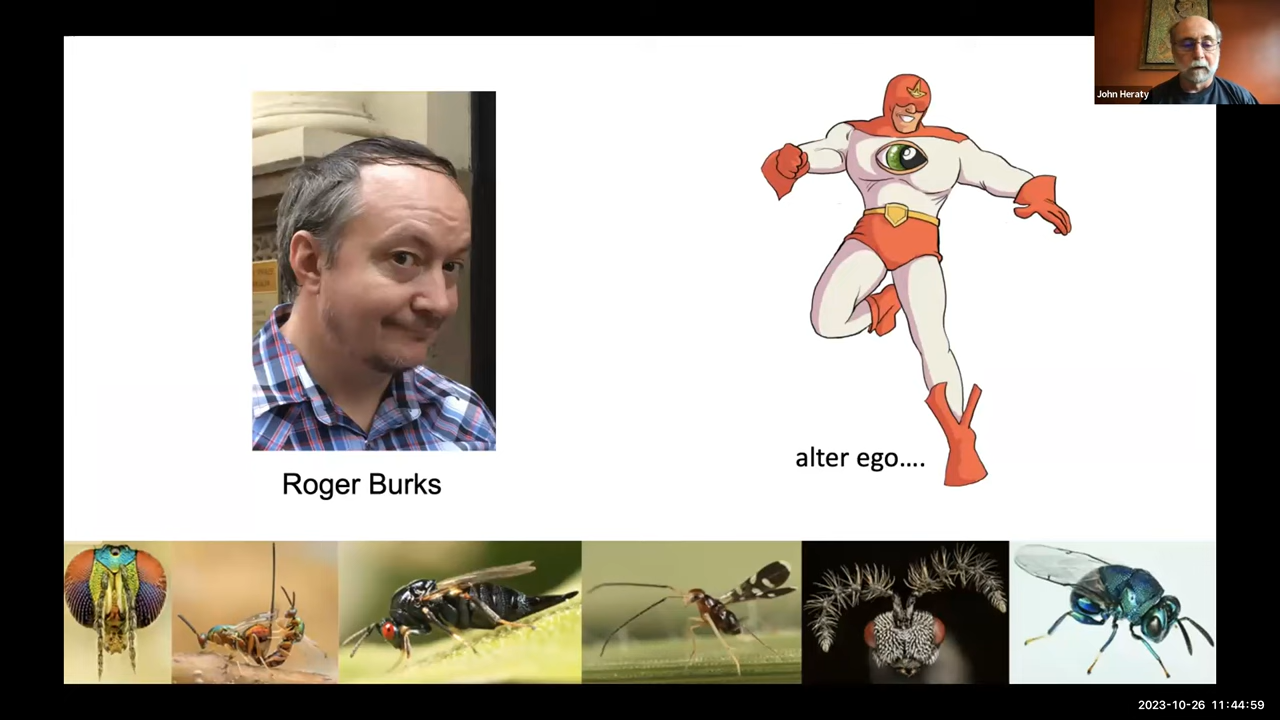 John Heraty
alter ego....
Roger Burks
2023-10-26 11:44:59